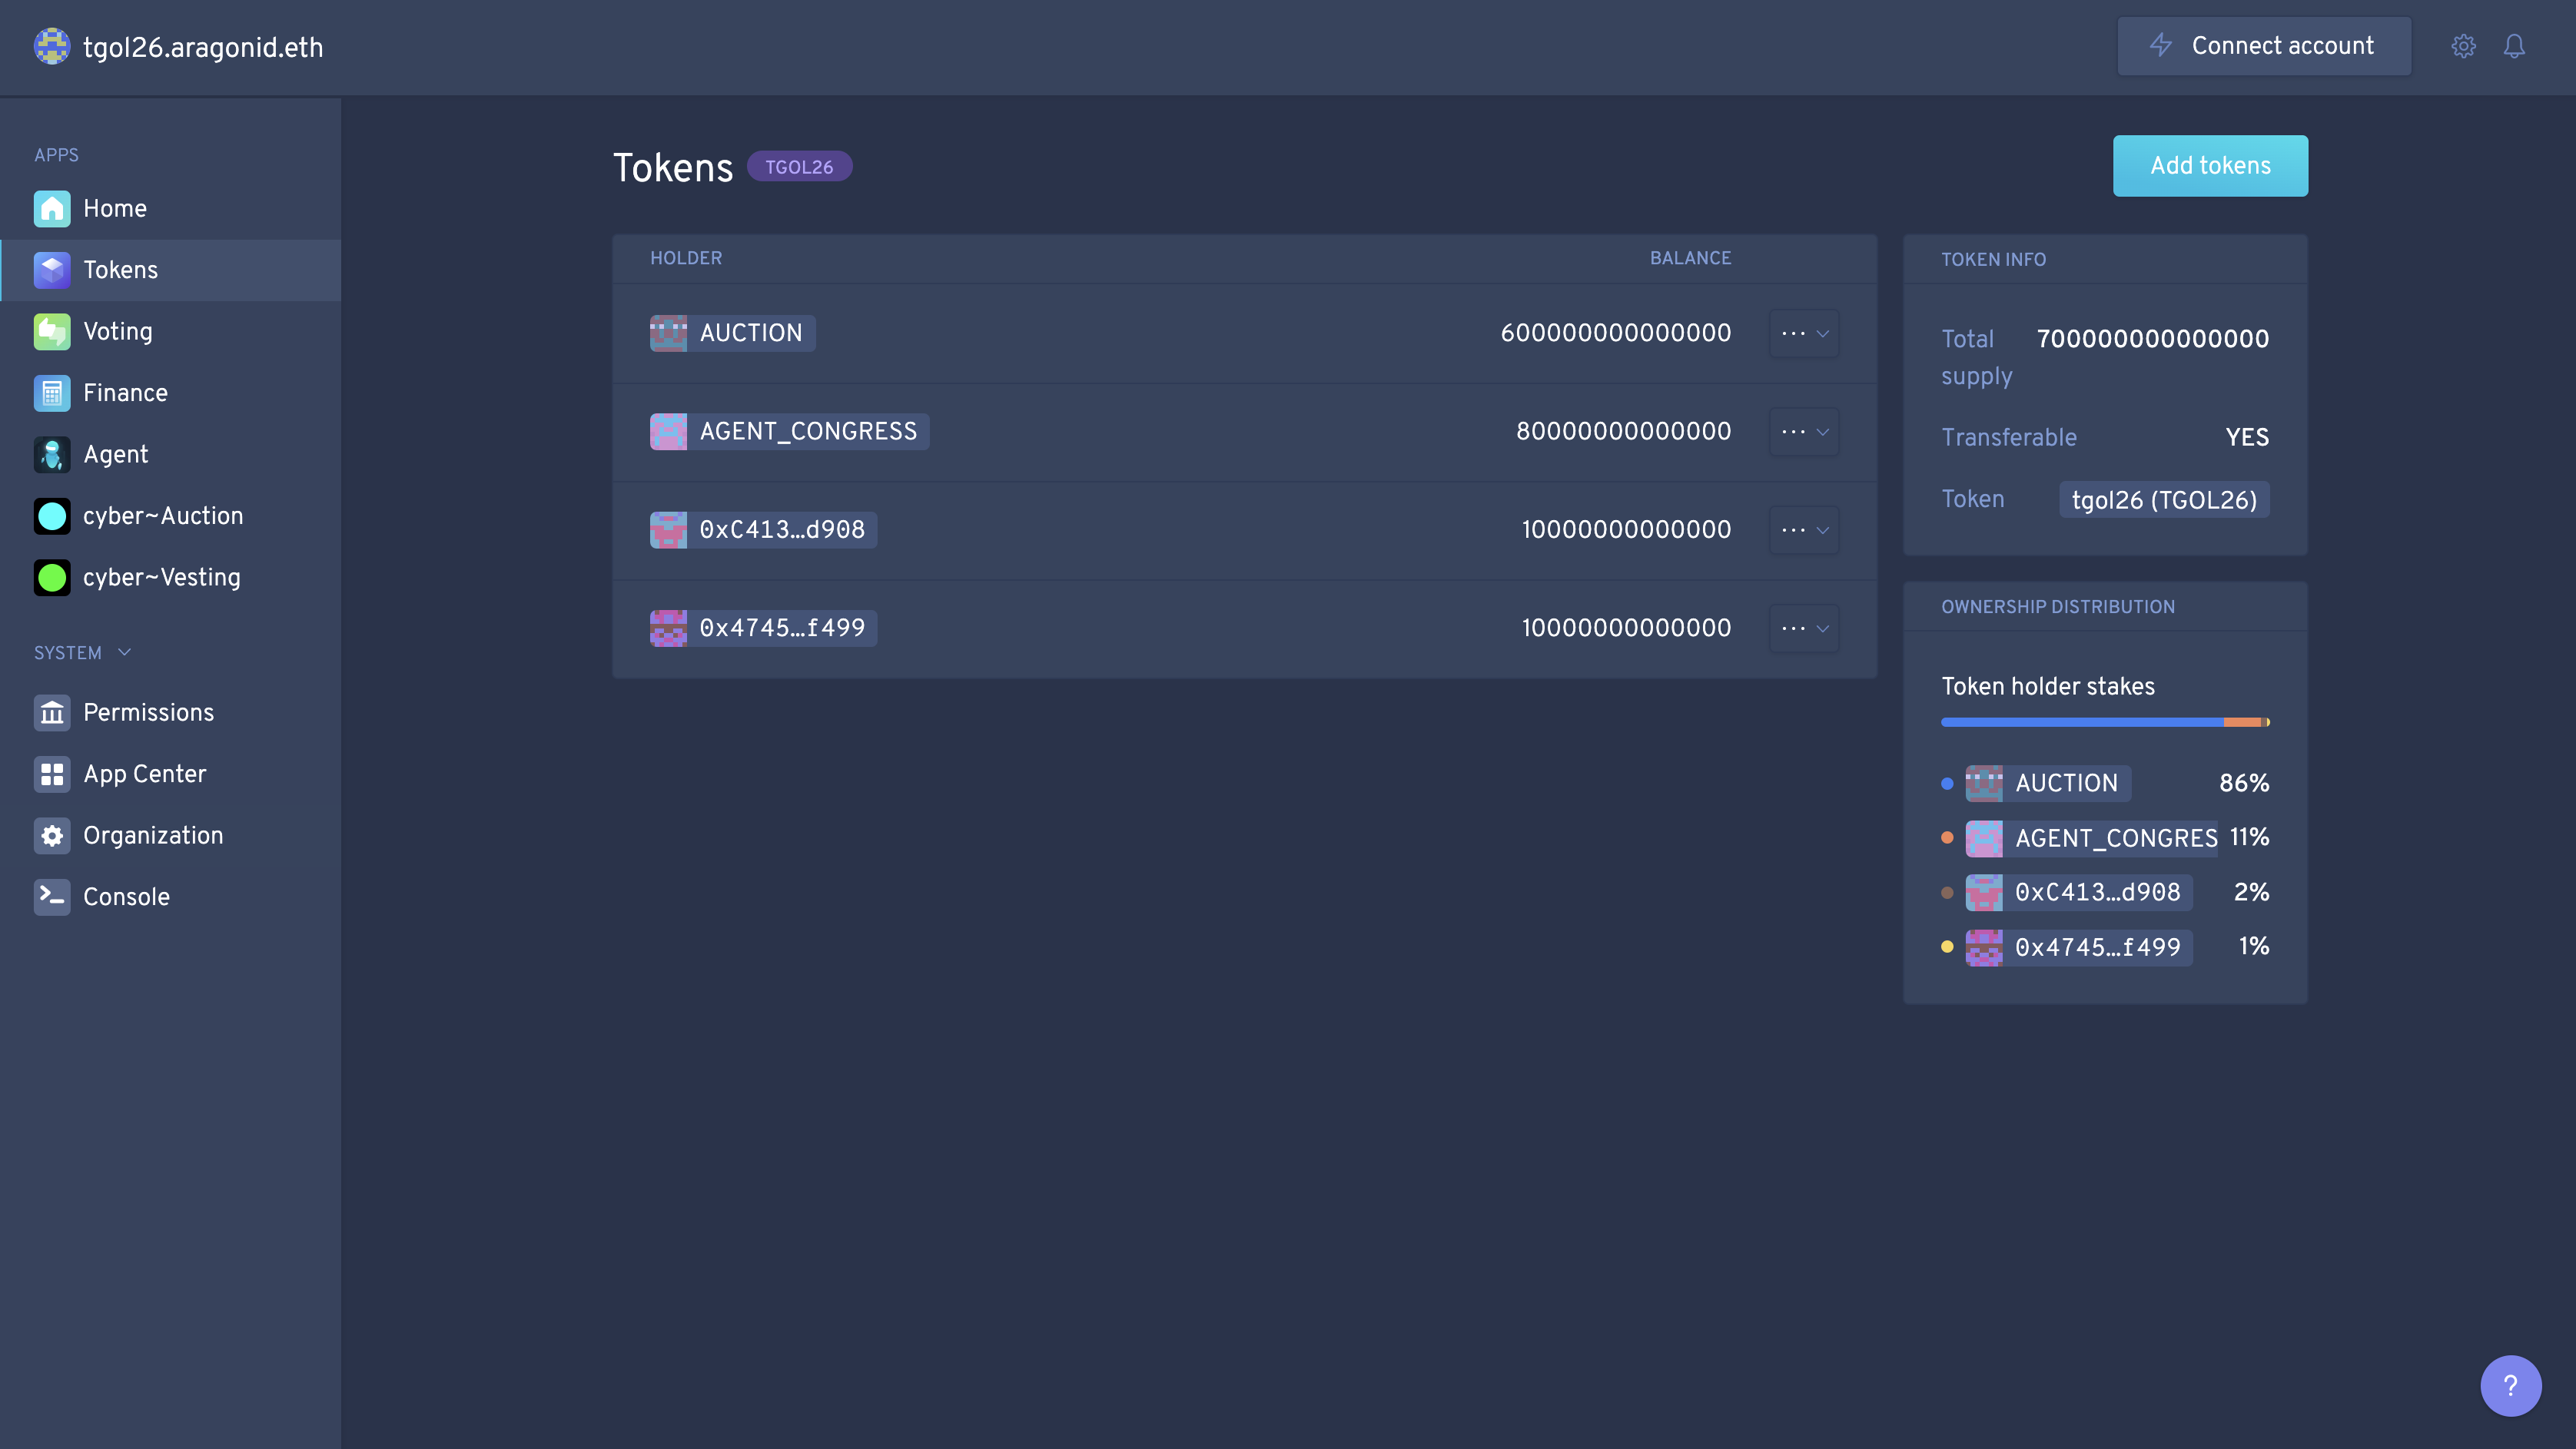 tgol26.aragonid.eth
Connect account
APPS
Home
Tokens
Voting
Finance
Agent
cyber~Auction
cyber~Vesting
SYSTEM
Permissions
App Center
Organization
Console
Tokens
TGOL26
Add tokens
HOLDER BALANCE
AUCTION 600000000000000
AGENT_CONGRESS 80000000000000
0xC413…d908 10000000000000
0x4745…f499 10000000000000
TOKEN INFO
Total supply 700000000000000
Transferable YES
Token tgol26 (TGOL26)
OWNERSHIP DISTRIBUTION
Token holder stakes
AUCTION 86%
AGENT_CONGRES 11%
0xC413…d908 2%
0x4745…f499 1%
?